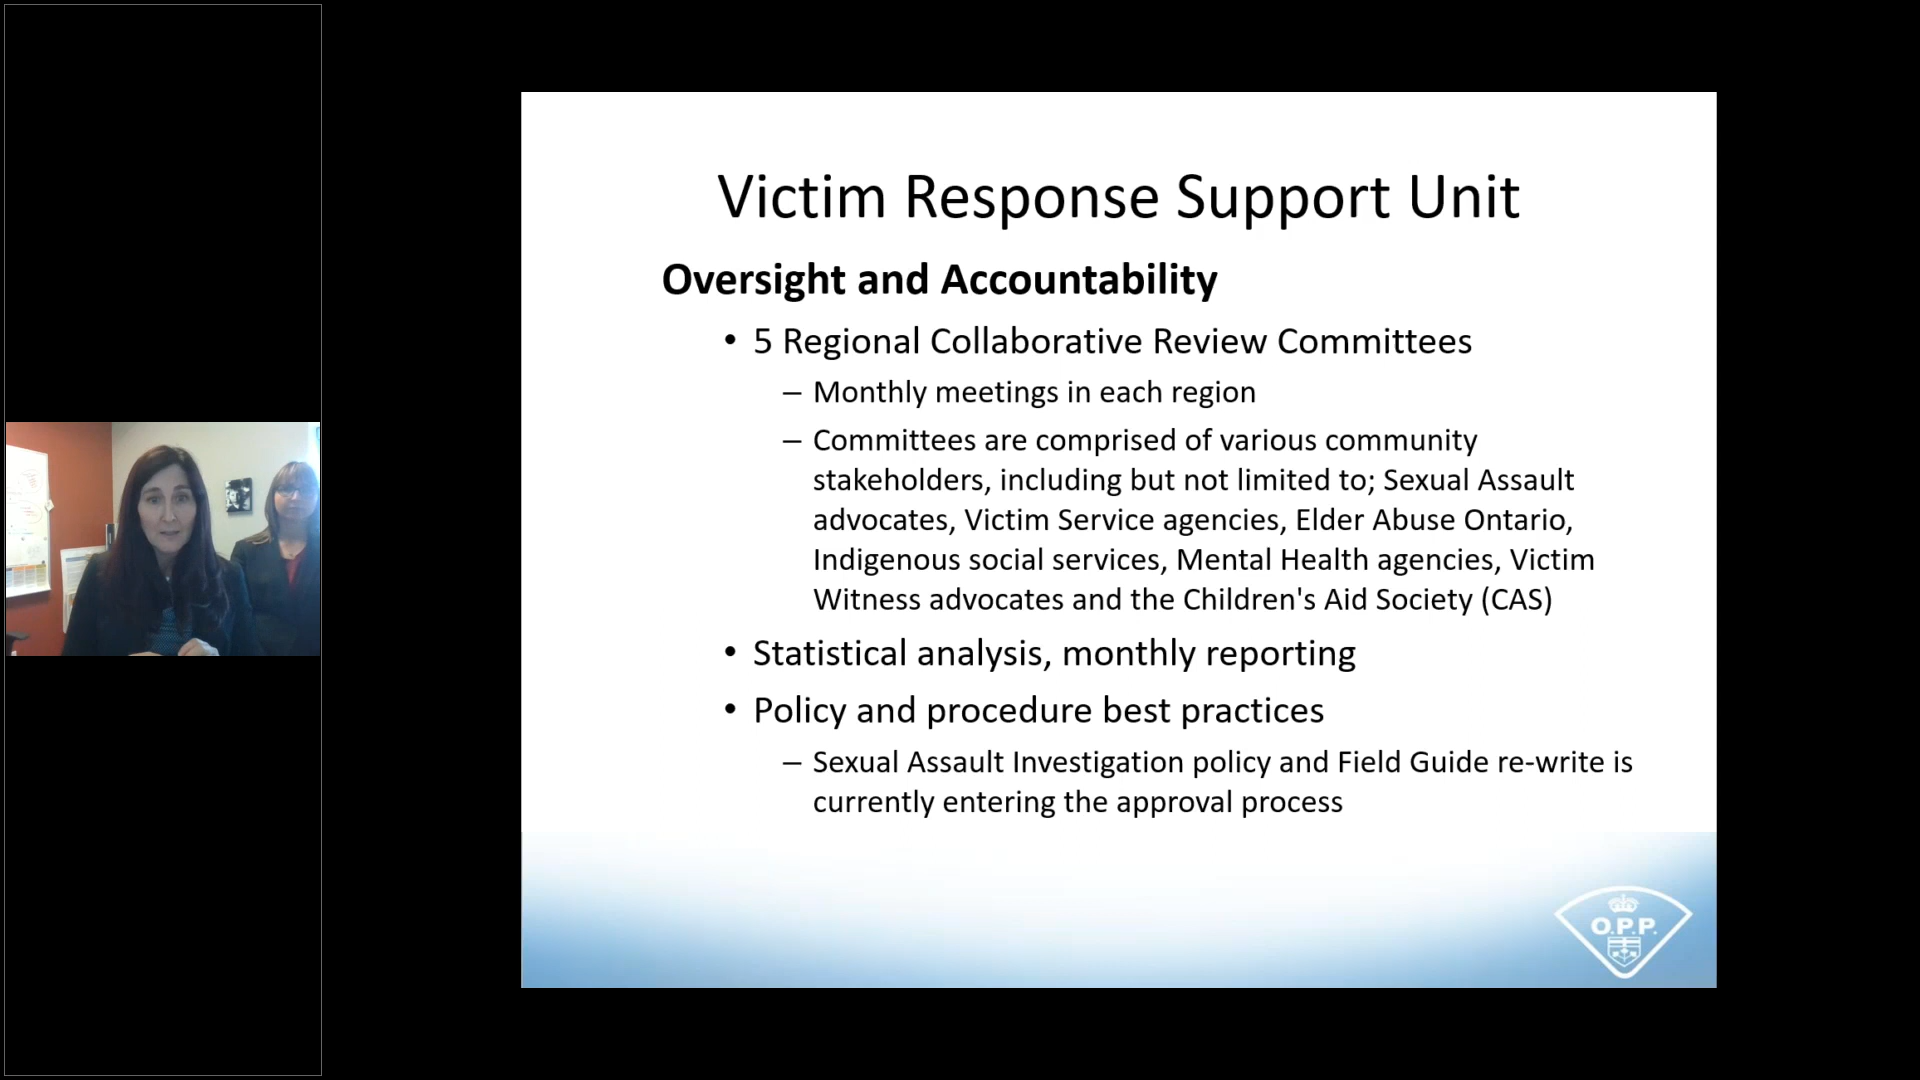 Victim Response Support Unit
Oversight and Accountability
• 5 Regional Collaborative Review Committees
– Monthly meetings in each region
– Committees are comprised of various community
stakeholders, including but not limited to; Sexual Assault
advocates, Victim Service agencies, Elder Abuse Ontario,
Indigenous social services, Mental Health agencies, Victim
Witness advocates and the Children's Aid Society (CAS)
• Statistical analysis, monthly reporting
• Policy and procedure best practices
– Sexual Assault Investigation policy and Field Guide re-write is
currently entering the approval process
O.P.P.